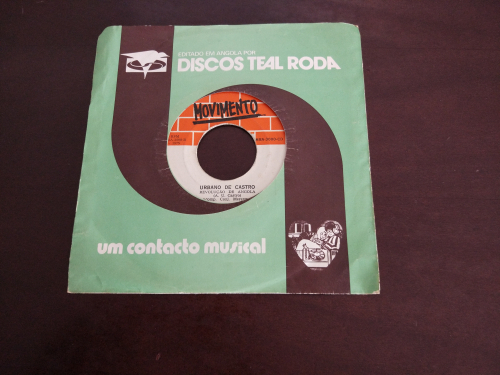 EDITADO EM ANGOLA POR
DISCOS TEAL RODA
MOVIMENTO
URBANO DE CASTRO
REVOLUÇÃO DE ANGOLA
um contacto musical